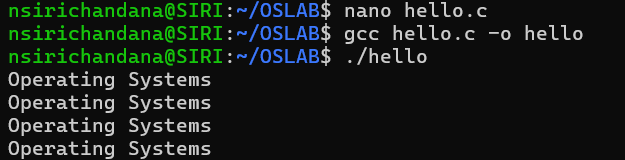 nsirichandana@SIRI:~/OSLAB$ nano hello.c
nsirichandana@SIRI:~/OSLAB$ gcc hello.c -o hello
nsirichandana@SIRI:~/OSLAB$ ./hello
Operating Systems
Operating Systems
Operating Systems
Operating Systems